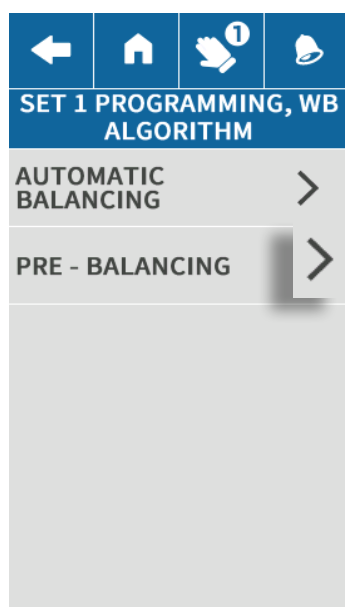 1
SET 1 PROGRAMMING, WB
ALGORITHM
AUTOMATIC
BALANCING
PRE - BALANCING